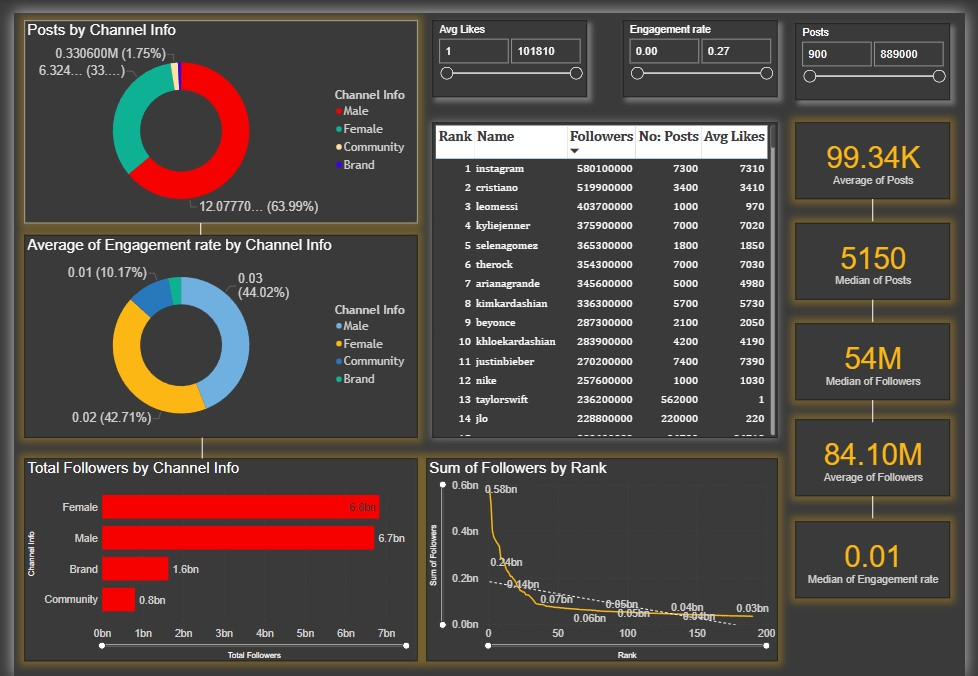 Posts by Channel Info
0.330600M (1.75%)
6.324... (33....)
12.07770... (63.99%)
Channel Info
Male
Female
Community
Brand
Avg Likes
1
101810
Engagement rate
0.00
0.27
Posts
900
889000
Rank Name Followers No: Posts Avg Likes
1 instagram 580100000 7300 7310
2 cristiano 519900000 3400 3410
3 leomessi 403700000 1000 970
4 kyliejenner 375900000 7000 7020
5 selenagomez 365300000 1800 1850
6 therock 354300000 7000 7030
7 arianagrande 345600000 5000 4980
8 kimkardashian 336300000 5700 5730
9 beyonce 287300000 2100 2050
10 khloekardashian 283900000 4200 4190
11 justinbieber 270200000 7400 7390
12 nike 257600000 1000 1030
13 taylorswift 236200000 562000 1
14 jlo 228800000 220000 220
99.34K
Average of Posts
5150
Median of Posts
54M
Median of Followers
84.10M
Average of Followers
0.01
Median of Engagement rate
Average of Engagement rate by Channel Info
0.01 (10.17%)
0.03
(44.02%)
0.02 (42.71%)
Channel Info
Male
Female
Community
Brand
Total Followers by Channel Info
Channel Info
Female 6.8bn
Male 6.7bn
Brand 1.6bn
Community 0.8bn
0bn 1bn 2bn 3bn 4bn 5bn 6bn 7bn
Total Followers
Sum of Followers by Rank
Sum of Followers
0.6bn
0.4bn
0.2bn
0.0bn
0.58bn
0.24bn
0.14bn
0.07bn
0.06bn
0.05bn
0.05bn
0.04bn
0.04bn
0.03bn
0 50 100 150 200
Rank